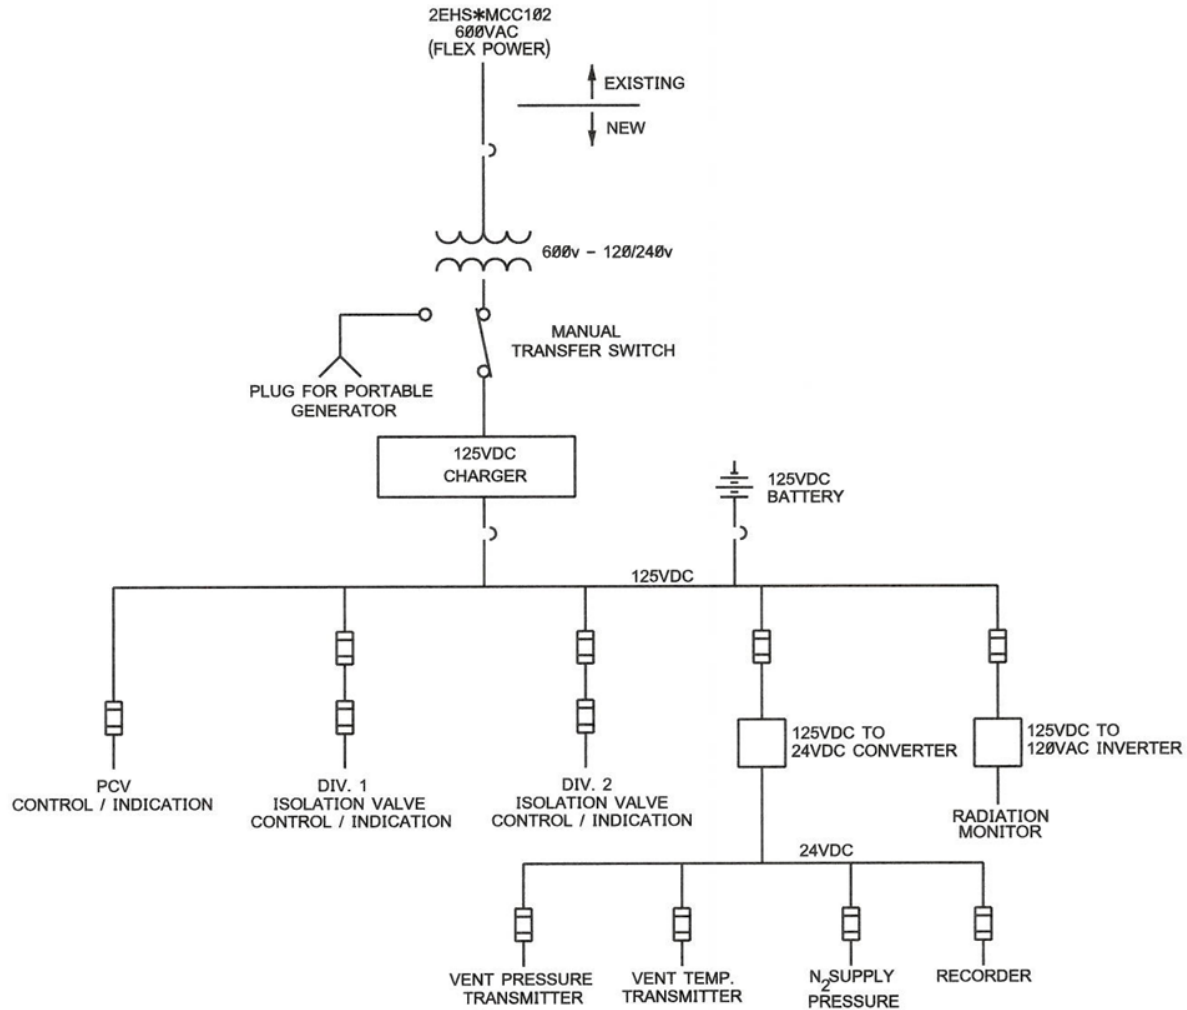 2EHS*MCC102
600VAC
(FLEX POWER)
EXISTING
NEW
600v - 120/240v
MANUAL
TRANSFER SWITCH
PLUG FOR PORTABLE
GENERATOR
125VDC
CHARGER
125VDC
BATTERY
125VDC
125VDC TO
24VDC CONVERTER
125VDC TO
120VAC INVERTER
PCV
CONTROL / INDICATION
DIV. 1
ISOLATION VALVE
CONTROL / INDICATION
DIV. 2
ISOLATION VALVE
CONTROL / INDICATION
RADIATION
MONITOR
24VDC
VENT PRESSURE
TRANSMITTER
VENT TEMP.
TRANSMITTER
N2 SUPPLY
PRESSURE
RECORDER